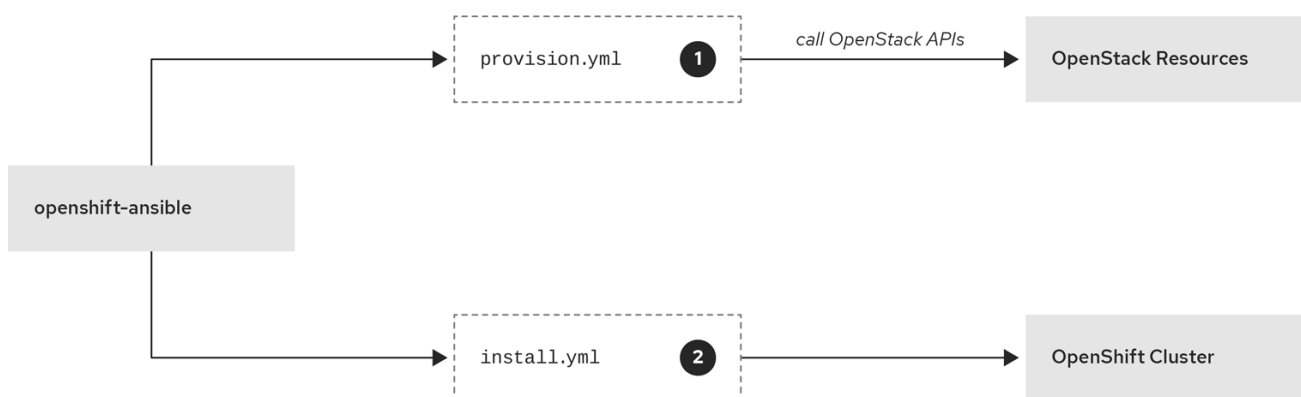 call OpenStack APIs
provision.yml
1
OpenStack Resources
openshift-ansible
install.yml
2
OpenShift Cluster